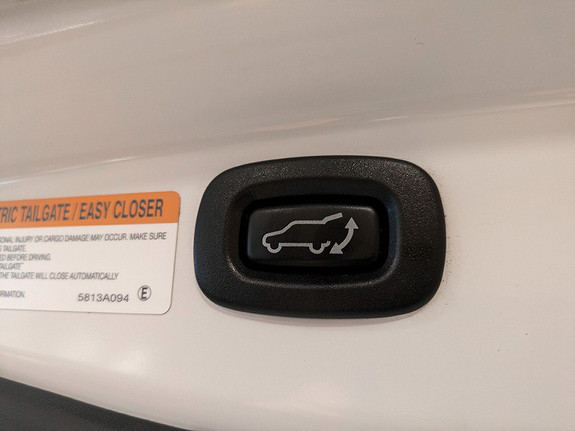 TRIC TAILGATE / EASY CLOSER
SONAL INJURY OR CARGO DAMAGE MAY OCCUR. MAKE SURE
TAILGATE.
ED BEFORE DRIVING.
TAILGATE"
THE TAILGATE WILL CLOSE AUTOMATICALLY
ORMATION.
5813A094 E